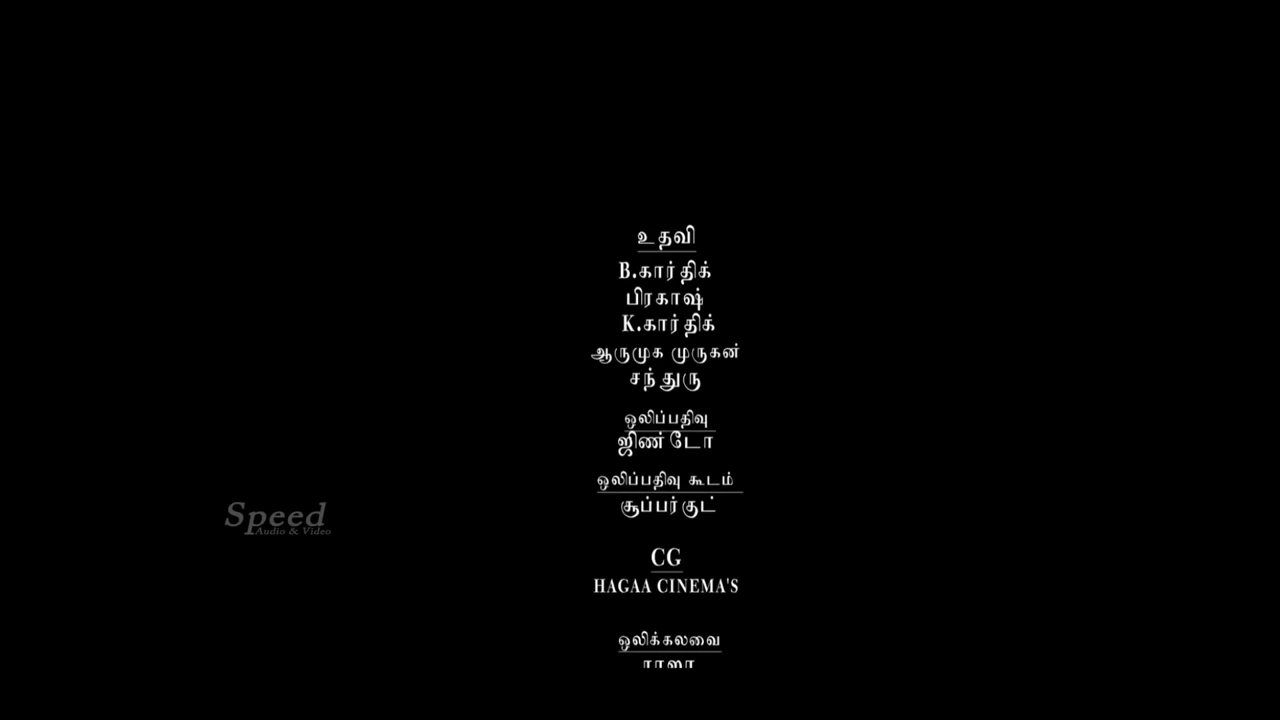 உதவி
B.கார்திக்
பிரகாஷ்
K.கார்திக்
ஆருமுக முருகன்
சந்துரு
ஒலிப்பதிவு
ஜிண்டோ
ஒலிப்பதிவு கூடம்
சூப்பர்குட்
Speed
Audio & Video
CG
HAGAA CINEMA'S
ஒலிக்கலவை